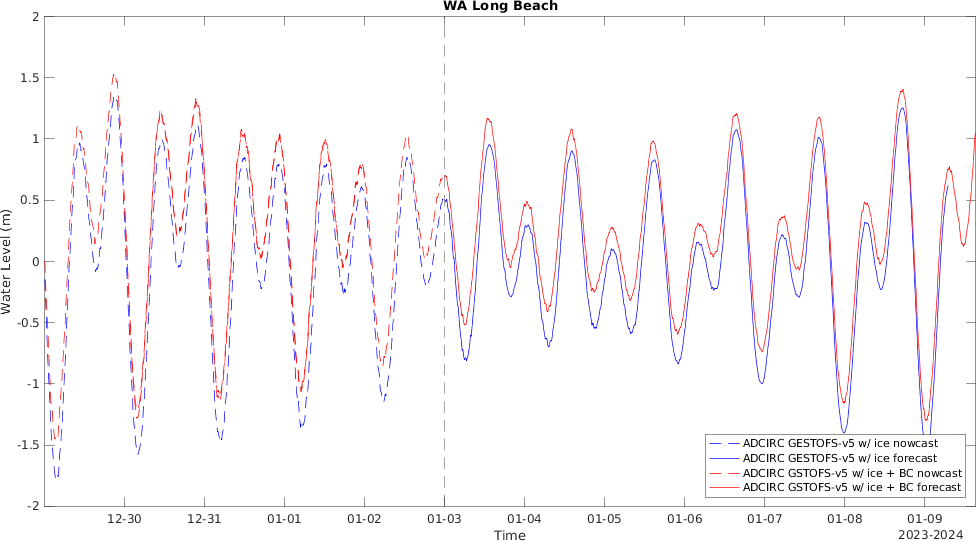 WA Long Beach
2
1.5
1
0.5
0
-0.5
-1
-1.5
-2
Water Level (m)
12-30 12-31 01-01 01-02 01-03 01-04 01-05 01-06 01-07 01-08 01-09
Time
2023-2024
ADCIRC GESTOFS-v5 w/ ice nowcast
ADCIRC GESTOFS-v5 w/ ice forecast
ADCIRC GSTOFS-v5 w/ ice + BC nowcast
ADCIRC GSTOFS-v5 w/ ice + BC forecast